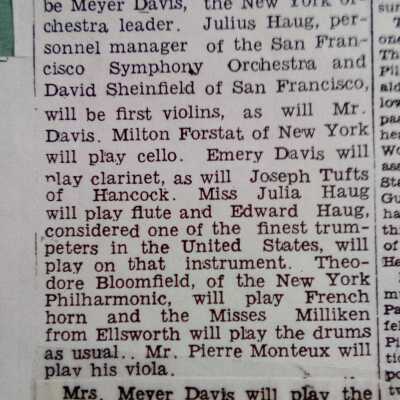 be Meyer Davis, the New York or-
chestra leader. Julius Haug, per-
sonnel manager of the San Fran-
cisco Symphony Orchestra and
David Sheinfield of San Francisco,
will be first violins, as will Mr.
Davis. Milton Forstat of New York
will play cello. Emery Davis will
play clarinet, as will Joseph Tufts
of Hancock. Miss Julia Haug
will play flute and Edward Haug,
considered one of the finest trum-
peters in the United States, will
play on that instrument. Theo-
dore Bloomfield, of the New York
Philharmonic, will play French
horn and the Misses Milliken
from Ellsworth will play the drums
as usual.. Mr. Pierre Monteux will
play his viola.
Mrs. Meyer Davis will play the